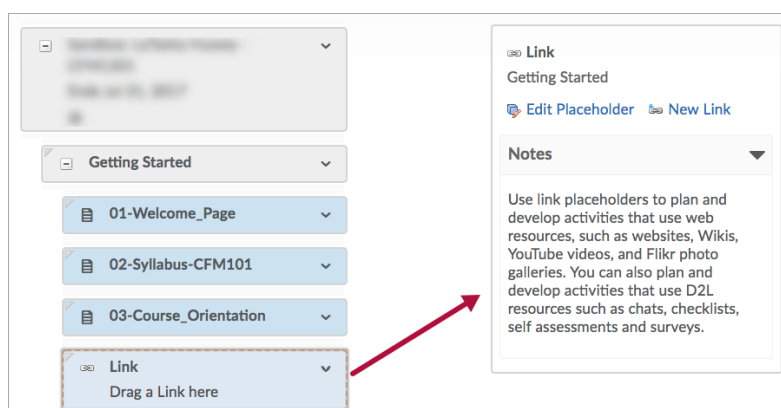 Getting Started
01-Welcome_Page
02-Syllabus-CFM101
03-Course_Orientation
Link
Drag a Link here
Link
Getting Started
Edit Placeholder New Link
Notes
Use link placeholders to plan and
develop activities that use web
resources, such as websites, Wikis,
YouTube videos, and Flikr photo
galleries. You can also plan and
develop activities that use D2L
resources such as chats, checklists,
self assessments and surveys.